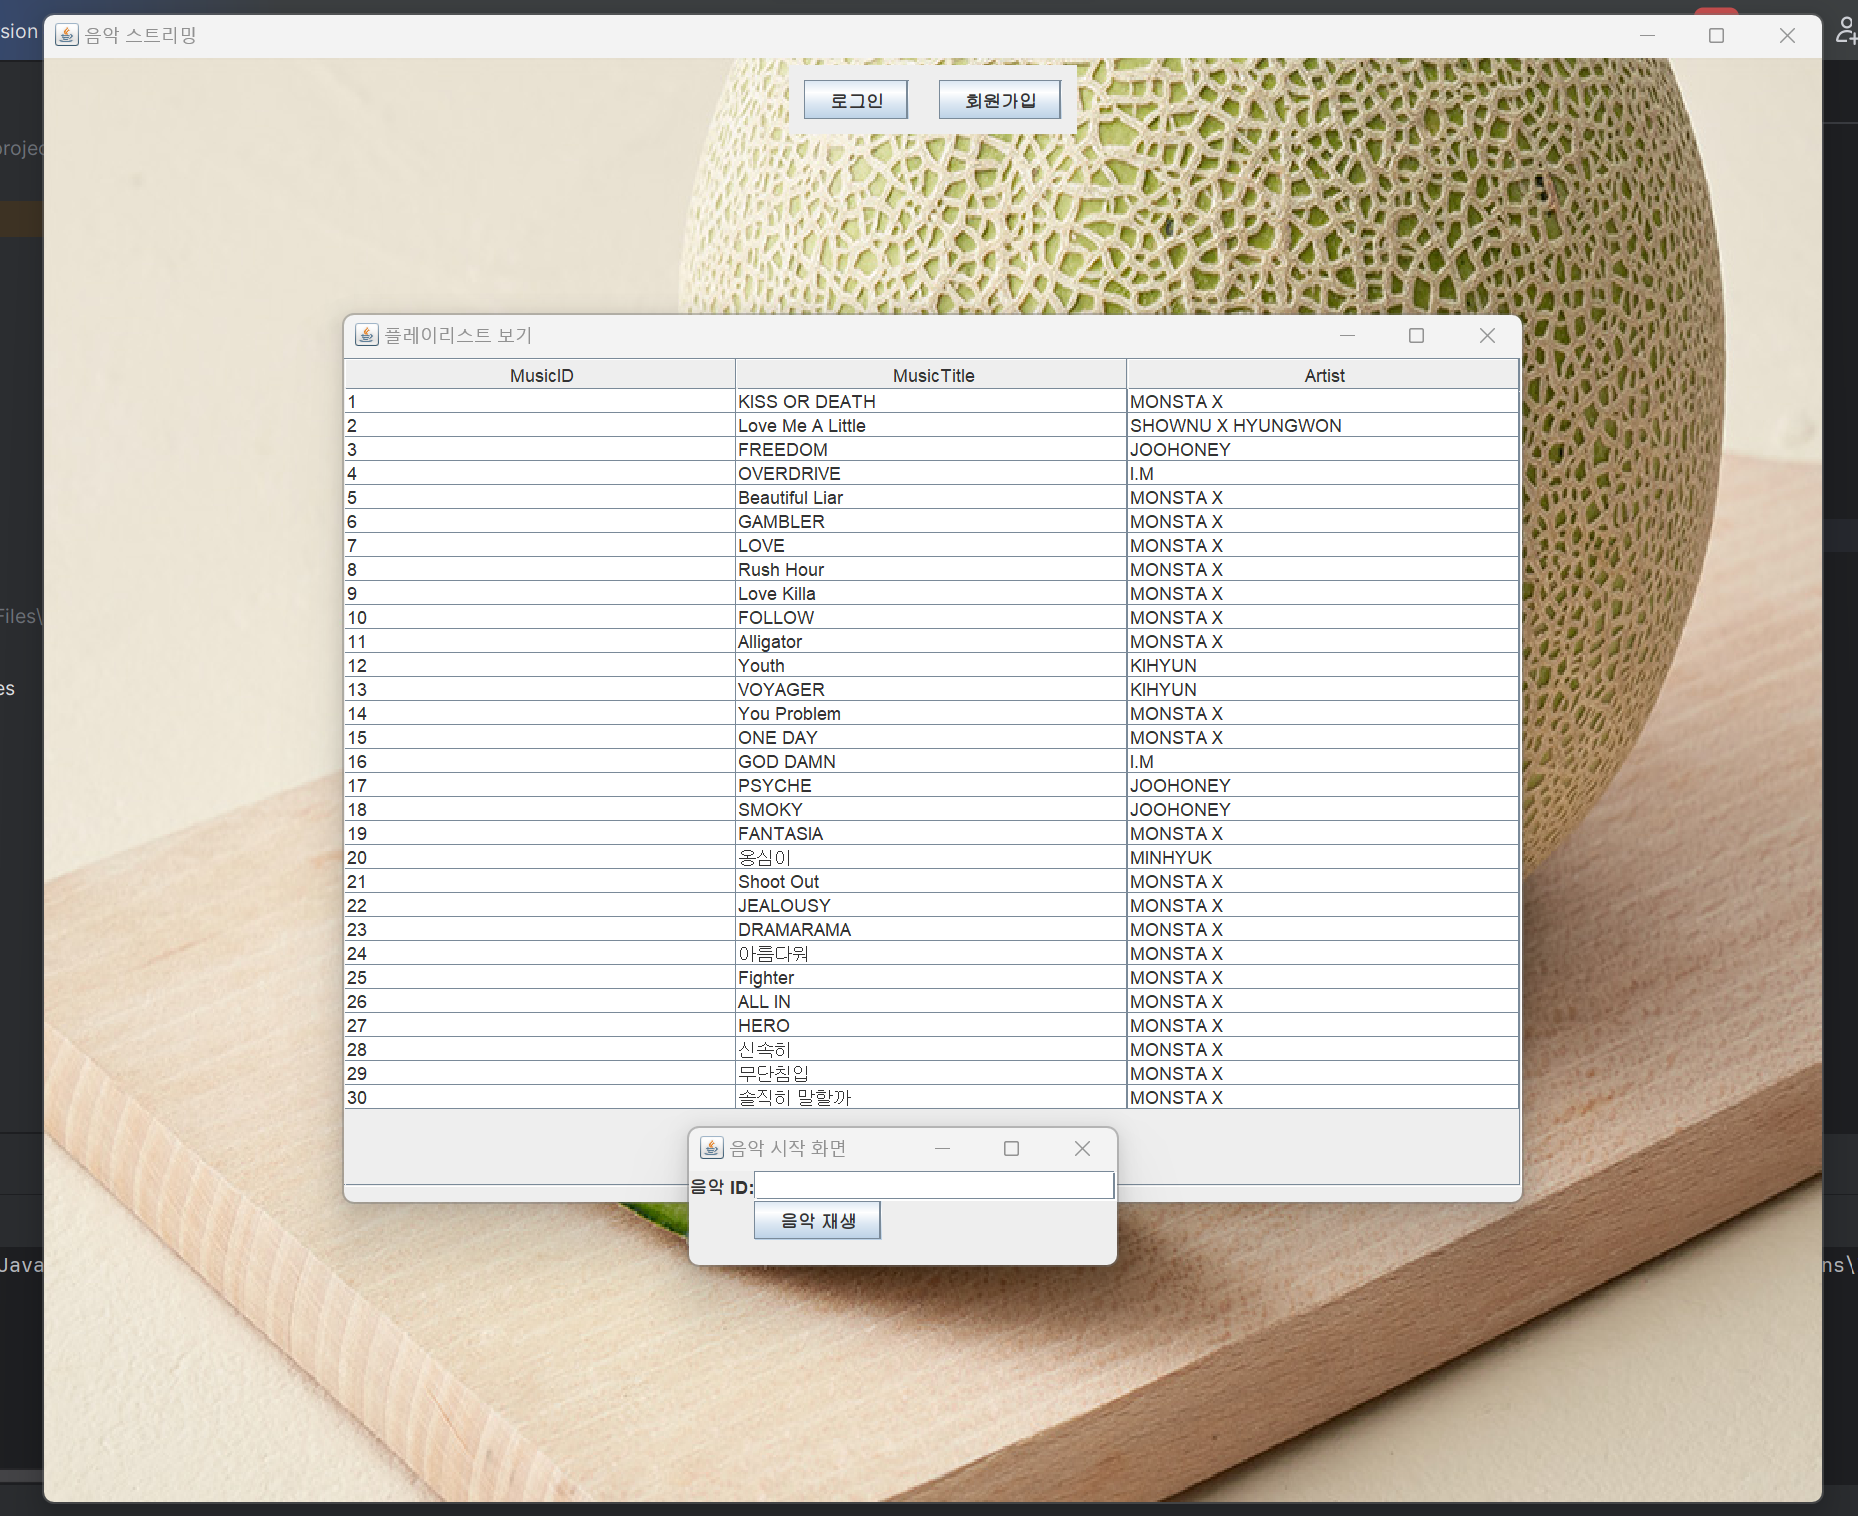 sion
음악 스트리밍
로그인 회원가입
projec
플레이리스트 보기
MusicID MusicTitle Artist
1 KISS OR DEATH MONSTA X
2 Love Me A Little SHOWNU X HYUNGWON
3 FREEDOM JOOHONEY
4 OVERDRIVE I.M
5 Beautiful Liar MONSTA X
6 GAMBLER MONSTA X
7 LOVE MONSTA X
8 Rush Hour MONSTA X
9 Love Killa MONSTA X
10 FOLLOW MONSTA X
11 Alligator MONSTA X
12 Youth KIHYUN
13 VOYAGER KIHYUN
14 You Problem MONSTA X
15 ONE DAY MONSTA X
16 GOD DAMN I.M
17 PSYCHE JOOHONEY
18 SMOKY JOOHONEY
19 FANTASIA MONSTA X
20 옹심이 MINHYUK
21 Shoot Out MONSTA X
22 JEALOUSY MONSTA X
23 DRAMARAMA MONSTA X
24 아름다워 MONSTA X
25 Fighter MONSTA X
26 ALL IN MONSTA X
27 HERO MONSTA X
28 신속히 MONSTA X
29 무단침입 MONSTA X
30 솔직히 말할까 MONSTA X
Files\
es
음악 시작 화면
음악 ID:
음악 재생
Java
ns\